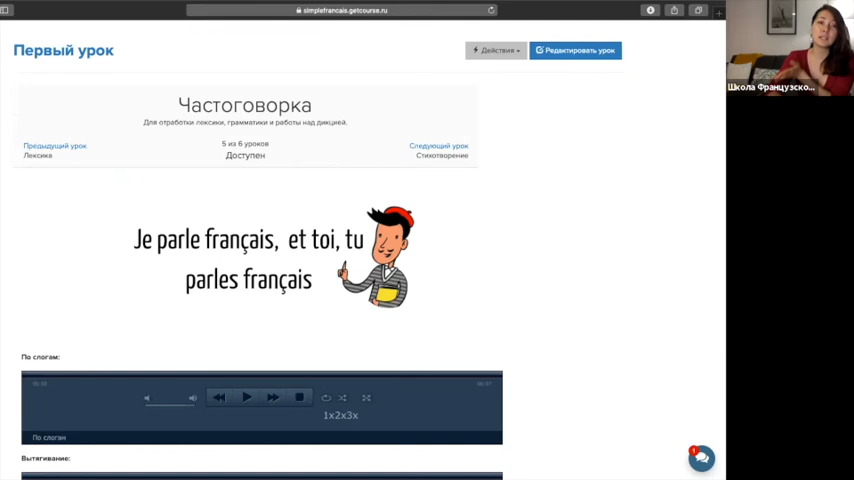 simplefrancais.getcourse.ru
Первый урок
Действия
Редактировать урок
Школа Французско...
Частоговорка
Для отработки лексики, грамматики и работы над дикцией.
Предыдущий урок
5 из 6 уроков
Следующий урок
Лексика
Доступен
Стихотворение
Je parle français, et toi, tu
parles français
По слогам:
1x2x3x
По слогам
1
Вытягивание: